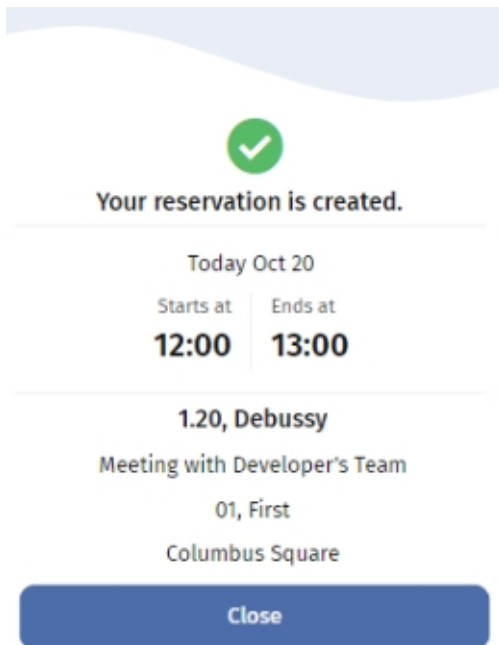 Your reservation is created.
Today Oct 20
Starts at Ends at
12:00 13:00
1.20, Debussy
Meeting with Developer's Team
01, First
Columbus Square
Close